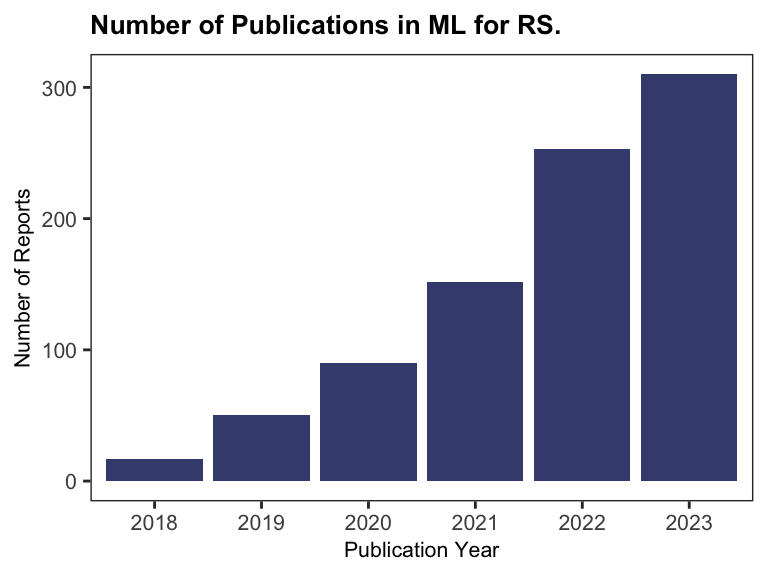 Number of Publications in ML for RS.
300
200
100
0
Number of Reports
2018 2019 2020 2021 2022 2023
Publication Year